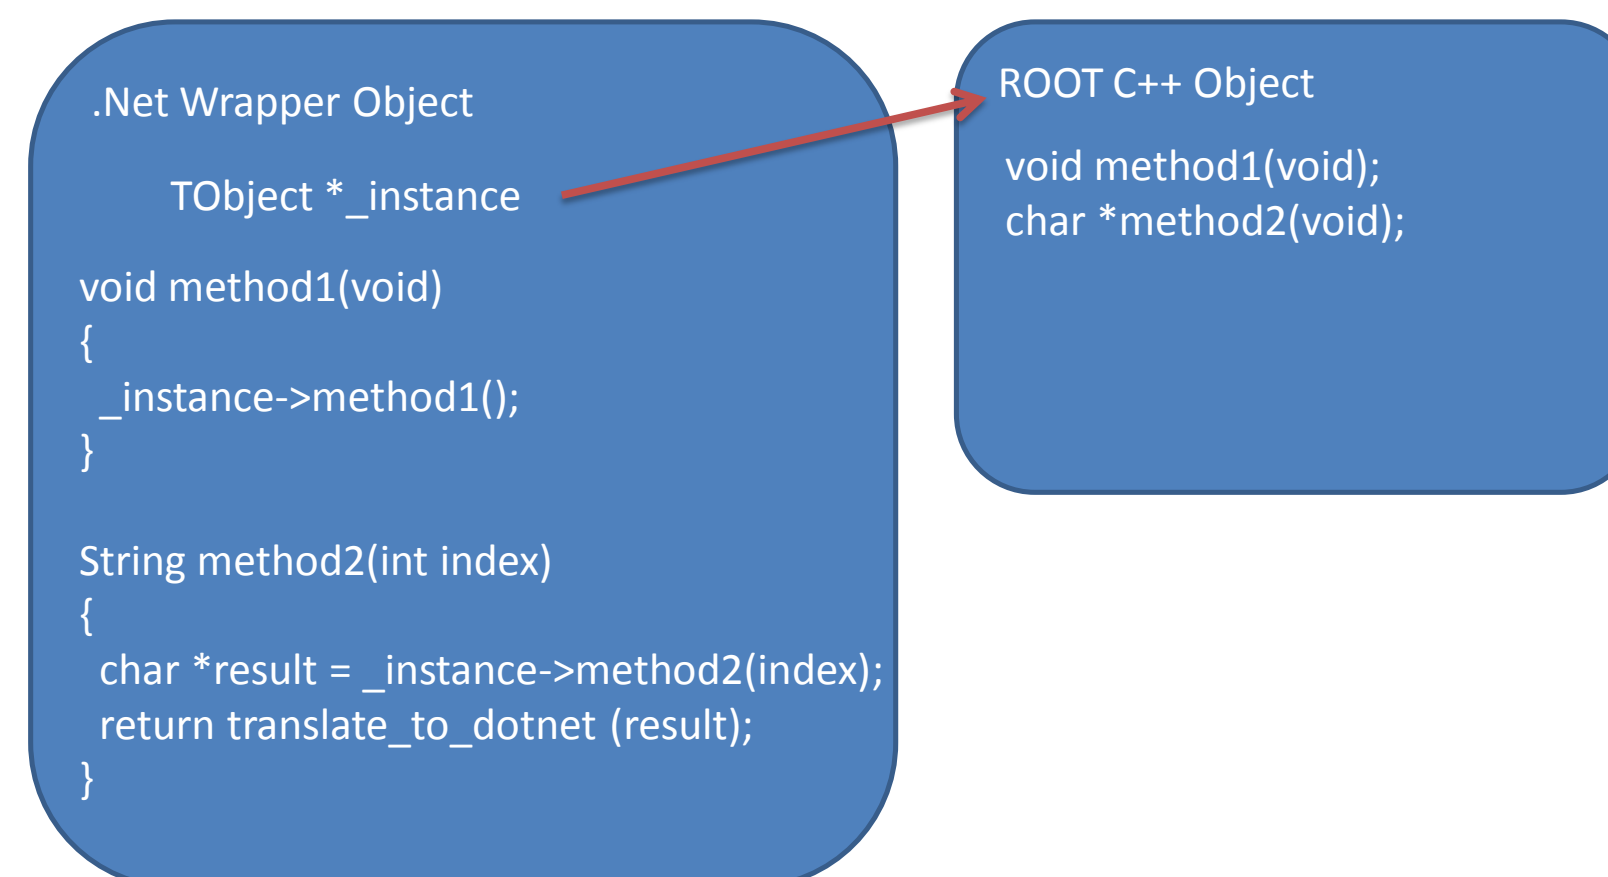 .Net Wrapper Object
TObject *_instance
void method1(void)
{
_instance->method1();
}
String method2(int index)
{
char *result = _instance->method2(index);
return translate_to_dotnet (result);
}
ROOT C++ Object
void method1(void);
char *method2(void);